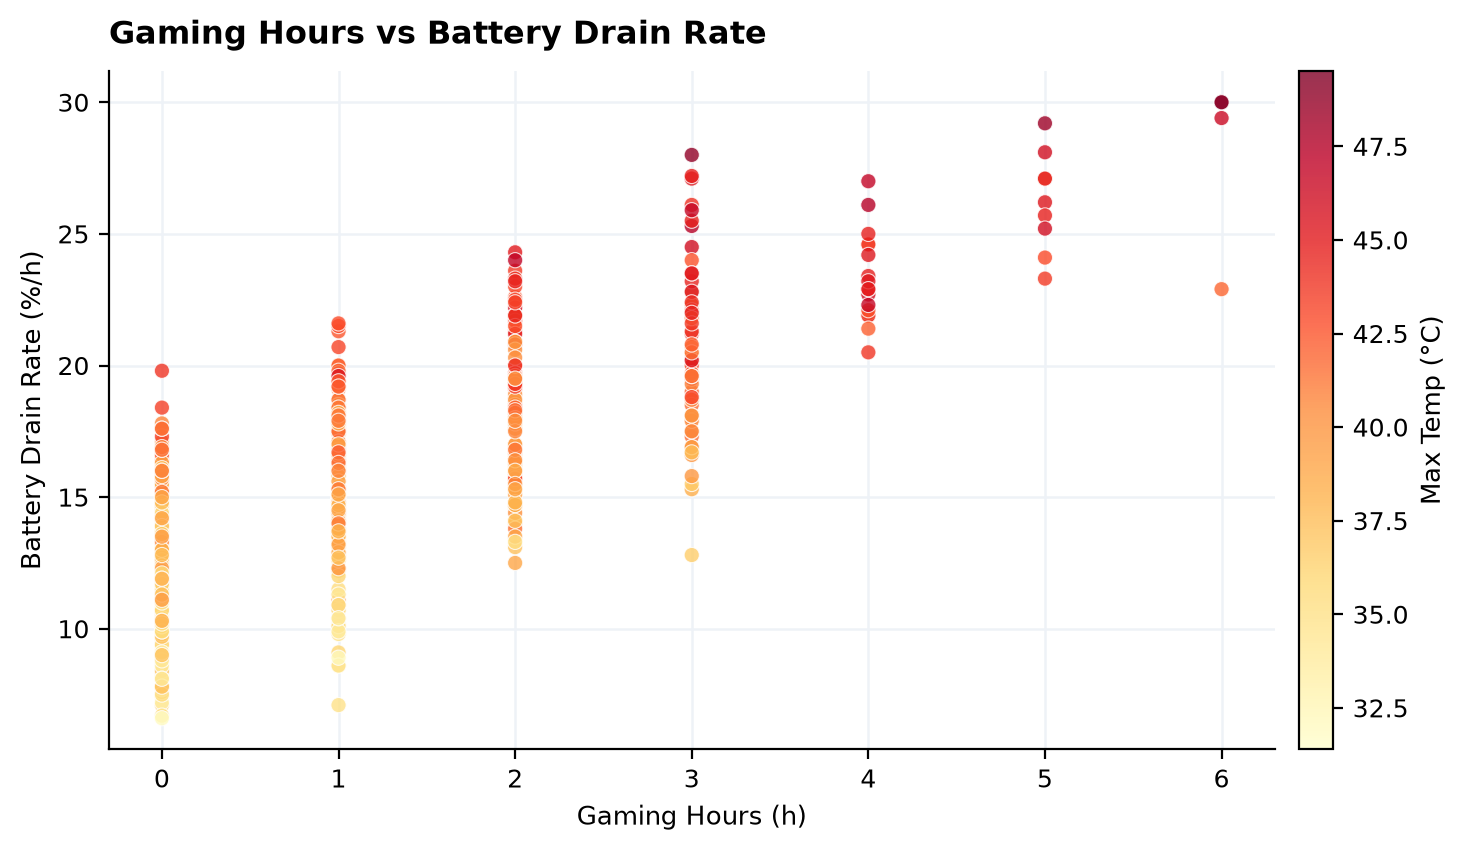 Gaming Hours vs Battery Drain Rate
Battery Drain Rate (%/h)
30
25
20
15
10
0 1 2 3 4 5 6
Gaming Hours (h)
47.5
45.0
42.5
40.0
37.5
35.0
32.5
Max Temp (°C)